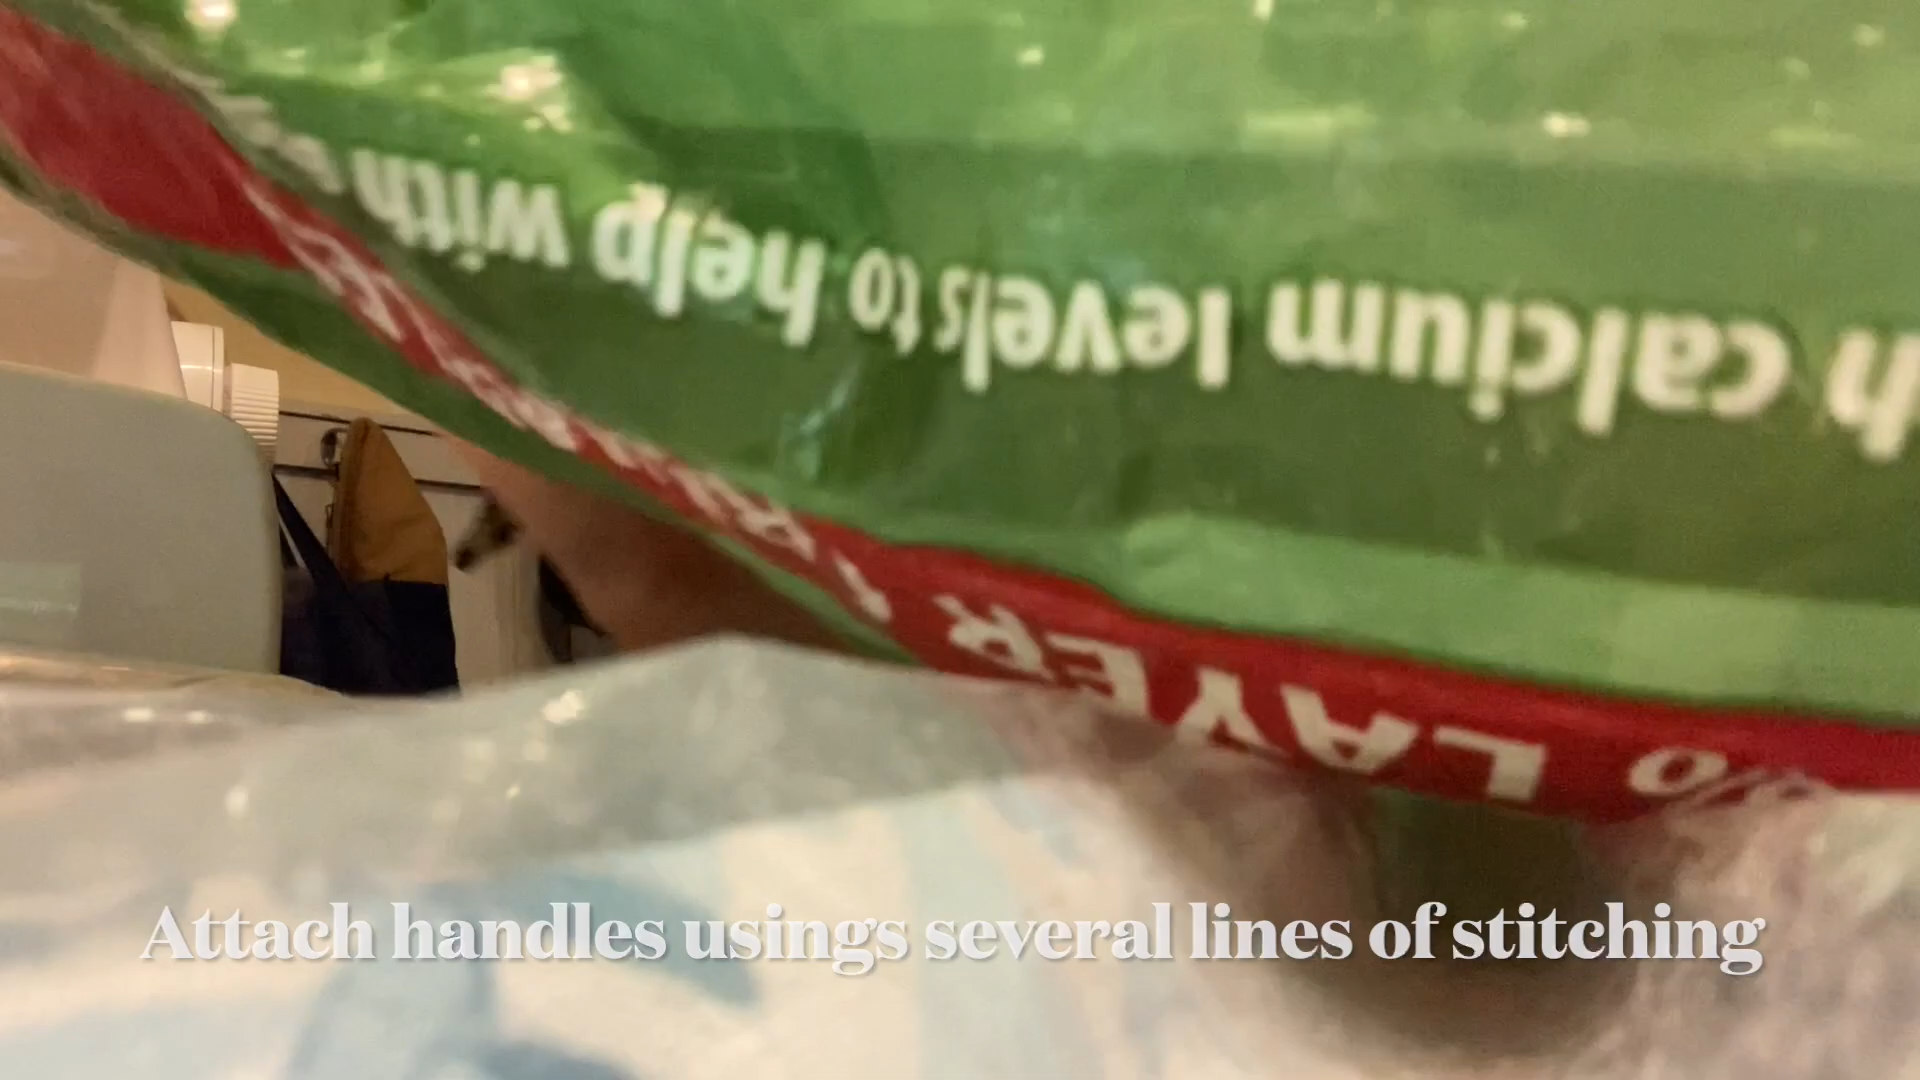 h calcium levels to help with
% LAYER
Attach handles usings several lines of stitching